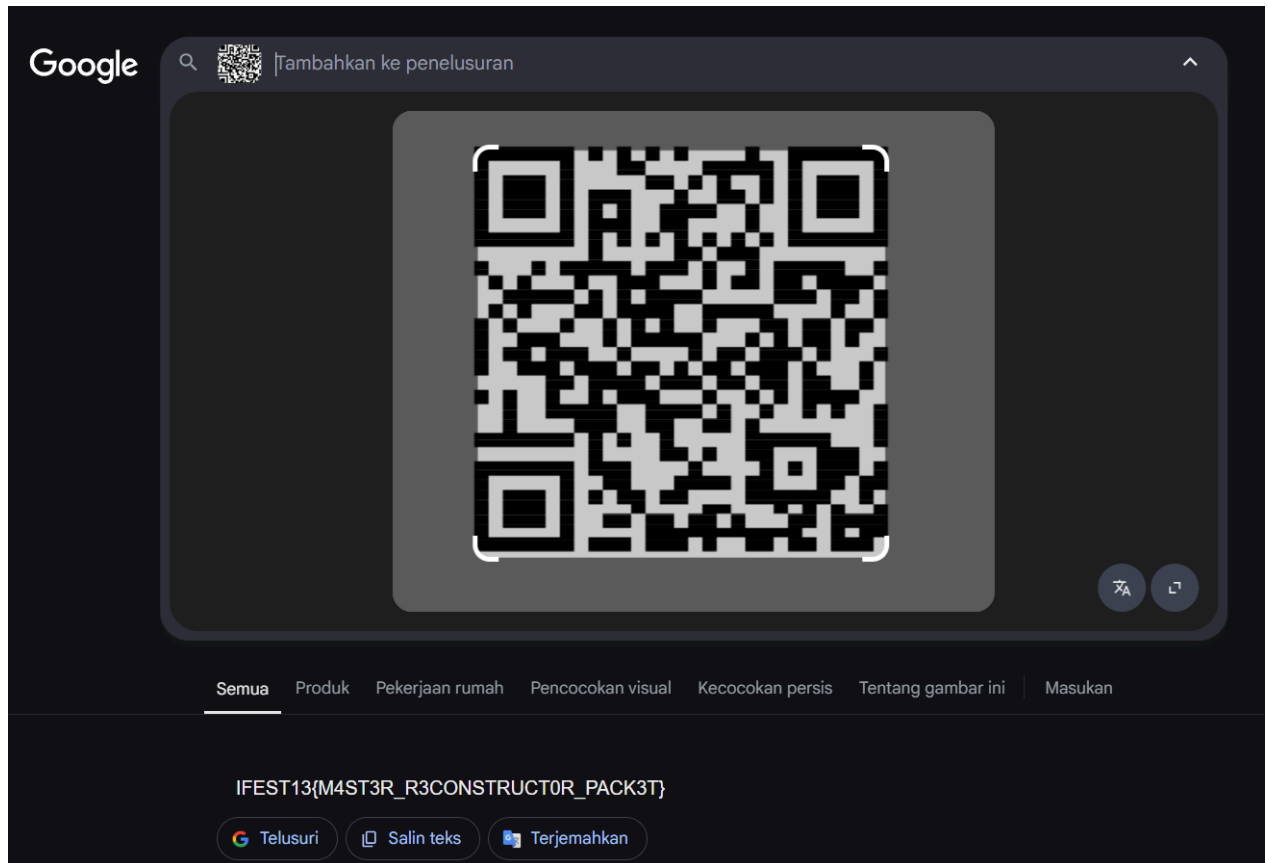 Google
Tambahkan ke penelusuran
Semua Produk Pekerjaan rumah Pencocokan visual Kecocokan persis Tentang gambar ini Masukan
IFEST13{M4ST3R_R3CONSTRUCT0R_PACK3T}
Telusuri Salin teks Terjemahkan